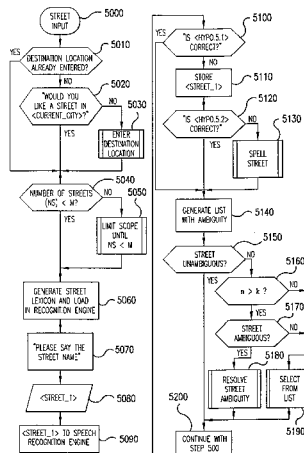 STREET
INPUT
5000
5010
YES
DESTINATION LOCATION
ALREADY ENTERED?
NO
5020
"WOULD YOU
LIKE A STREET IN
<CURRENT_CITY>?"
NO
5030
YES
ENTER
DESTINATION
LOCATION
5040
NUMBER OF STREETS
(NS) < M?
NO
5050
YES
LIMIT SCOPE
UNTIL
NS < M
GENERATE STREET
LEXICON AND LOAD
IN RECOGNITION ENGINE
5060
"PLEASE SAY THE
STREET NAME"
5070
<STREET_1>
5080
<STREET_1> TO SPEECH
RECOGNITION ENGINE
5090
5100
YES
"IS <HYPO.5.1>
CORRECT?"
NO
STORE
<STREET_1>
5110
5120
"IS <HYPO.5.2>
CORRECT?"
NO
5130
YES
SPELL
STREET
GENERATE LIST
WITH AMBIGUITY
5140
5150
STREET
UNAMBIGUOUS?
NO
5160
YES
n > k ?
NO
YES
5170
STREET
AMBIGUOUS?
NO
YES
5180
5200
RESOLVE
STREET
AMBIGUITY
SELECT
FROM
LIST
5190
CONTINUE WITH
STEP 500